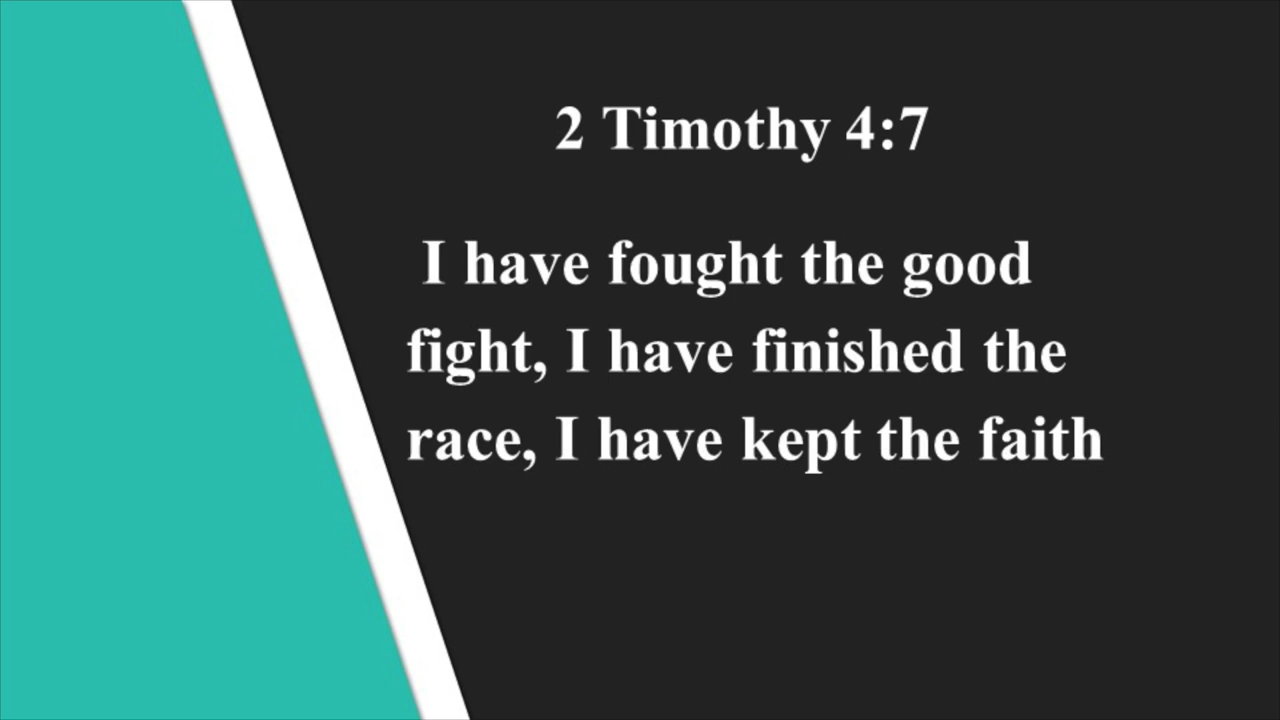 2 Timothy 4:7
I have fought the good
fight, I have finished the
race, I have kept the faith